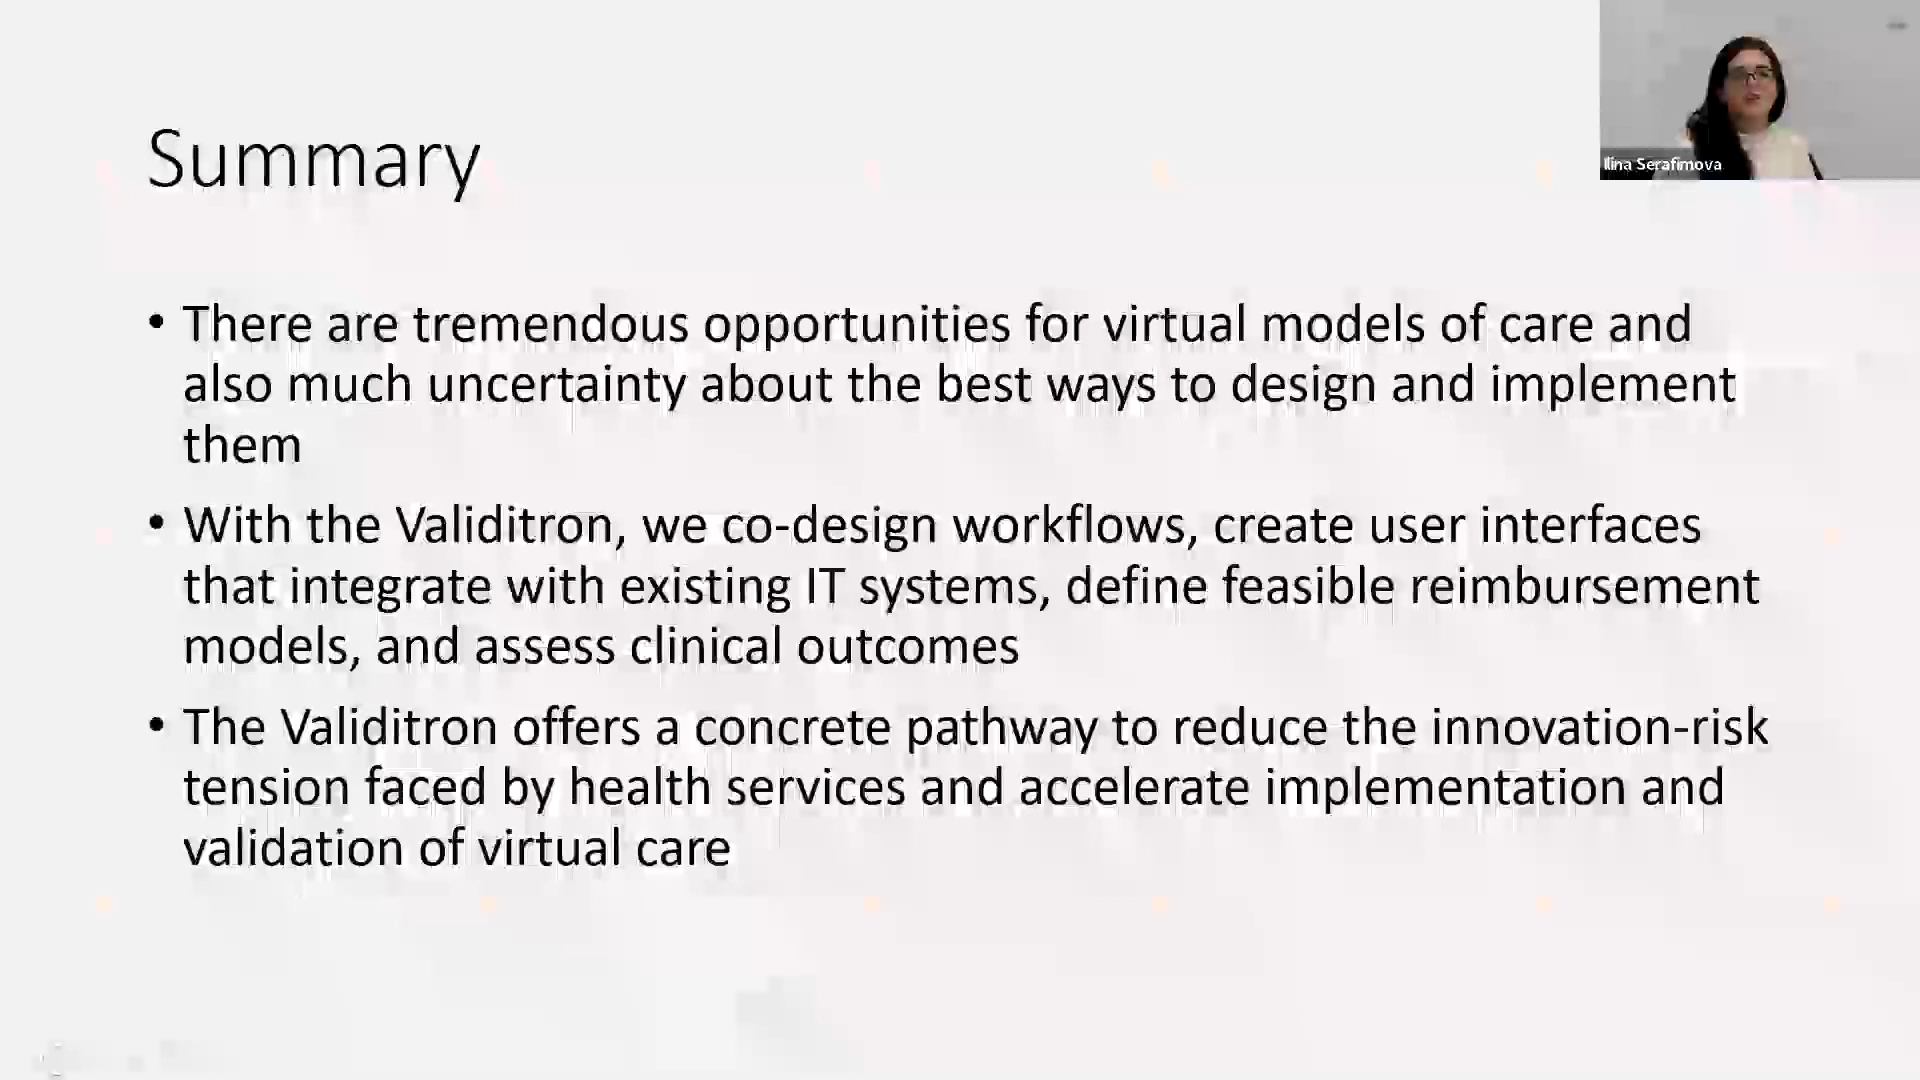 Summary
Ilina Serafimova
• There are tremendous opportunities for virtual models of care and
also much uncertainty about the best ways to design and implement
them
• With the Validitron, we co-design workflows, create user interfaces
that integrate with existing IT systems, define feasible reimbursement
models, and assess clinical outcomes
• The Validitron offers a concrete pathway to reduce the innovation-risk
tension faced by health services and accelerate implementation and
validation of virtual care